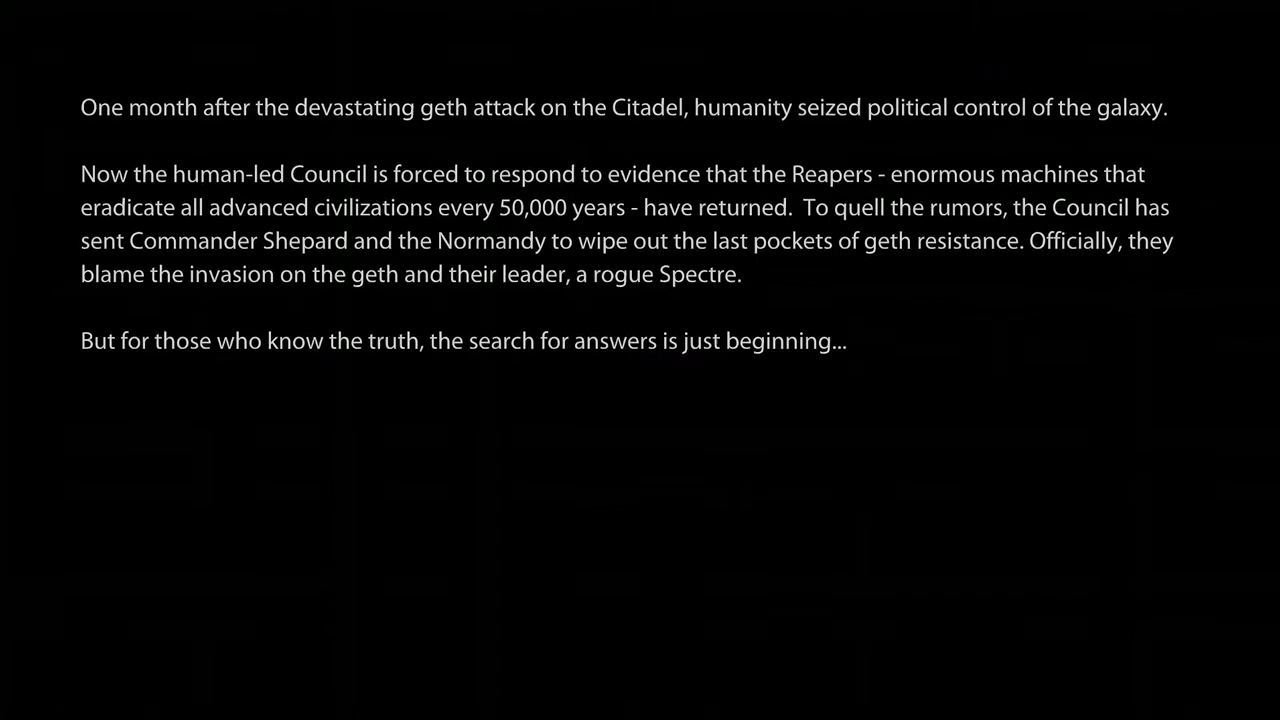 One month after the devastating geth attack on the Citadel, humanity seized political control of the galaxy.
Now the human-led Council is forced to respond to evidence that the Reapers - enormous machines that
eradicate all advanced civilizations every 50,000 years - have returned.  To quell the rumors, the Council has
sent Commander Shepard and the Normandy to wipe out the last pockets of geth resistance. Officially, they
blame the invasion on the geth and their leader, a rogue Spectre.
But for those who know the truth, the search for answers is just beginning...